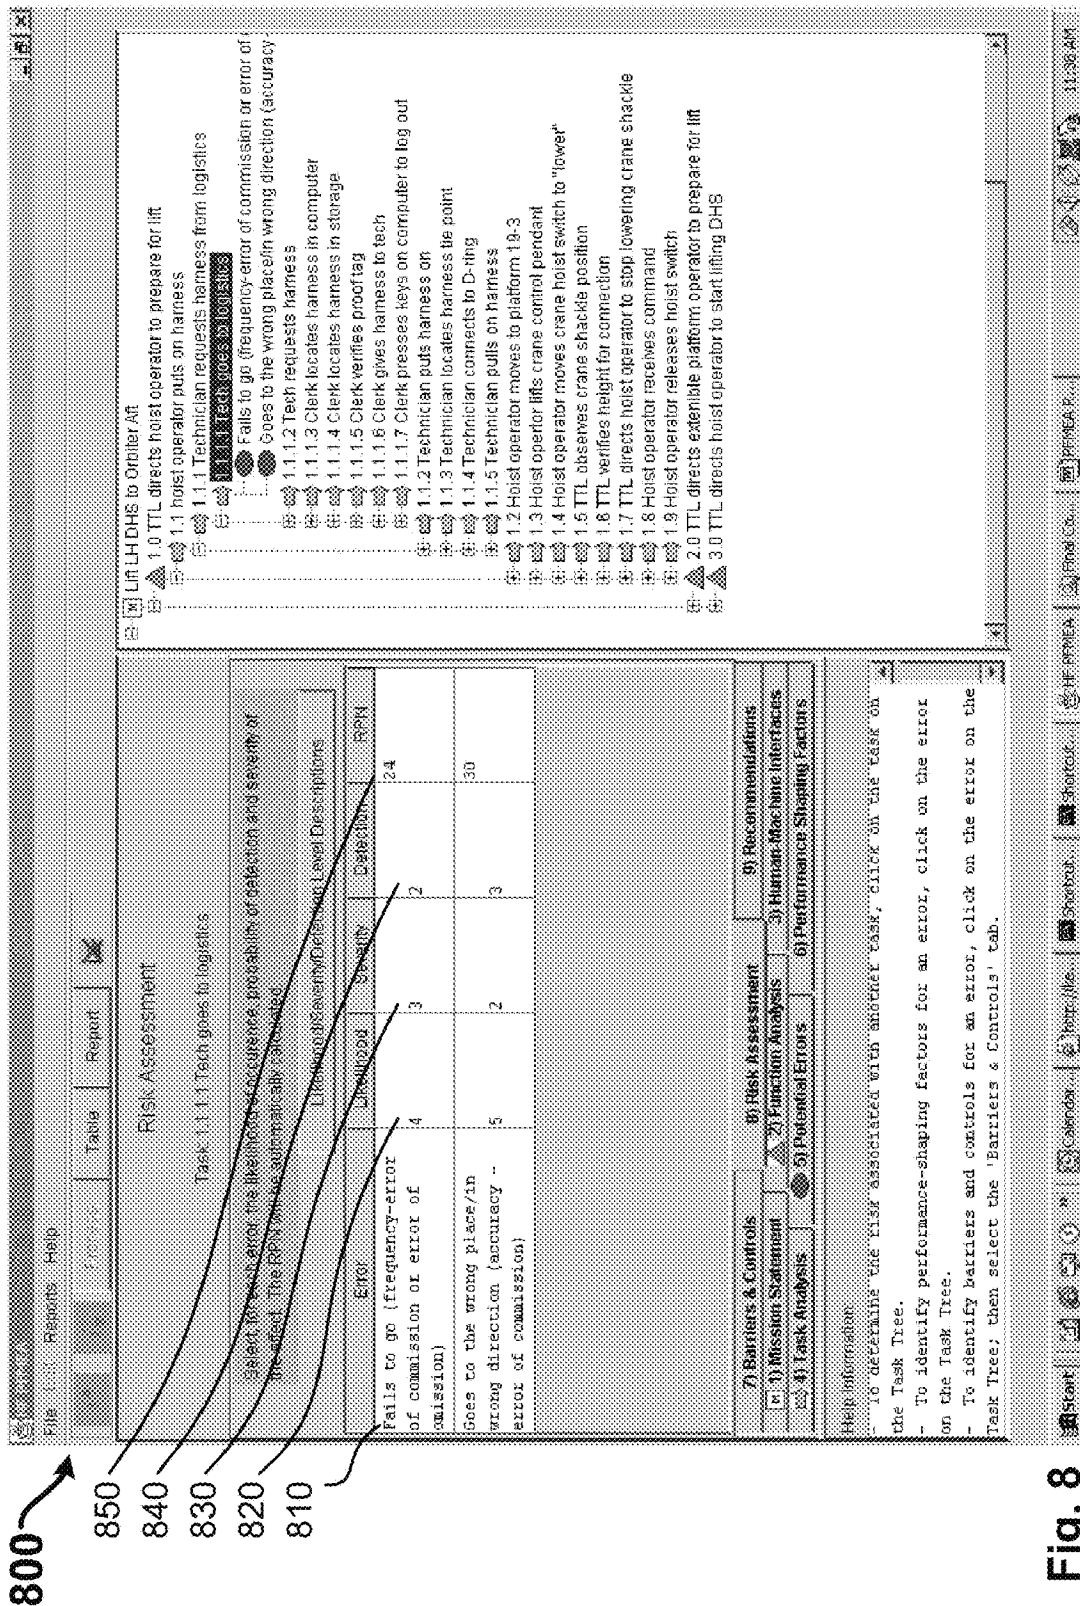 800
850
840
830
820
810
File Edit Reports Help
Table Report
Risk Assessment
Task: 1.1.1.1 Tech goes to logistics
Select for each error the likelihood of occurence, probability of detection and severity of
the effect. The RPN will be automatically calculated.
Likelihood/Severity/Detection Level Descriptions
Error Likelihood Severity Detection RPN
Fails to go (frequency-error
of commission or error of
omission) 4 3 2 24
Goes to the wrong place/in
wrong direction (accuracy -
error of commission) 5 2 3 30
7) Barriers & Controls 8) Risk Assessment 9) Recommendations
M 1) Mission Statement 2) Function Analysis 3) Human-Machine Interfaces
4) Task Analysis 5) Potential Errors 6) Performance Shaping Factors
Help Information:
- To determine the risk associated with another task, click on the task on
the Task Tree.
- To identify performance-shaping factors for an error, click on the error
on the Task Tree.
- To identify barriers and controls for an error, click on the error on the
Task Tree; then select the 'Barriers & Controls' tab.
M Lift LH DHS to Orbiter Aft
1.0 TTL directs hoist operator to prepare for lift
1.1 hoist operator puts on harness
1.1.1 Technician requests harness from logistics
1.1.1.1 Tech goes to logistics
Fails to go (frequency-error of commission or error of
Goes to the wrong place/in wrong direction (accuracy -
1.1.1.2 Tech requests harness
1.1.1.3 Clerk locates harness in computer
1.1.1.4 Clerk locates harness in storage
1.1.1.5 Clerk verifies proof tag
1.1.1.6 Clerk gives harness to tech
1.1.1.7 Clerk presses keys on computer to log out
1.1.2 Technician puts harness on
1.1.3 Technician locates harness tie point
1.1.4 Technician connects to D-ring
1.1.5 Technician pulls on harness
1.2 Hoist operator moves to platform 19-3
1.3 Hoist opertor lifts crane control pendant
1.4 Hoist operator moves crane hoist switch to "lower"
1.5 TTL observes crane shackle position
1.6 TTL verifies height for connection
1.7 TTL directs hoist operator to stop lowering crane shackle
1.8 Hoist operator receives command
1.9 Hoist operator releases hoist switch
2.0 TTL directs extenible platform operator to prepare for lift
3.0 TTL directs hoist operator to start lifting DHS
Start » Calendar... http://lie... Shortcut... Shortcut... HF PFMEA Final Co... PFMEA P... 11:36 AM
Fig. 8